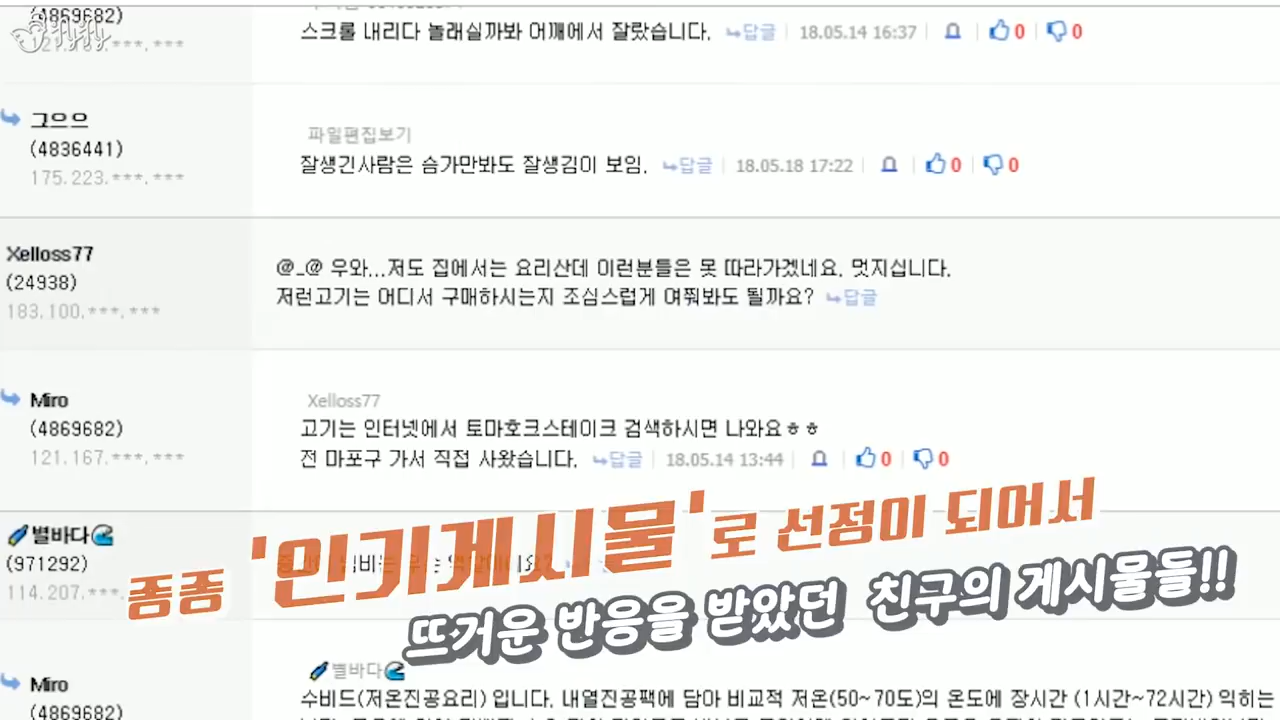 (4869682)
스크롤 내리다 놀래실까봐 어깨에서 잘랐습니다. 답글 18.05.14 16:37 0 0
그으으
(4836441)
175.223.***.***
파일편집보기
잘생긴사람은 슴가만봐도 잘생김이 보임. 답글 18.05.18 17:22 0 0
Xelloss77
(24938)
183.100.***.***
@_@ 우와...저도 집에서는 요리산데 이런분들은 못 따라가겠네요. 멋지십니다.
저런고기는 어디서 구매하시는지 조심스럽게 여쭤봐도 될까요? 답글
Miro
(4869682)
121.167.***.***
Xelloss77
고기는 인터넷에서 토마호크스테이크 검색하시면 나와요ㅎㅎ
전 마포구 가서 직접 사왔습니다. 답글 18.05.14 13:44 0 0
별바다
(971292)
114.207.***.
종종 '인기게시물'로 선정이 되어서
뜨거운 반응을 받았던 친구의 게시물들!!
Miro
(4869682)
별바다
수비드(저온진공요리) 입니다. 내열진공팩에 담아 비교적 저온(50~70도)의 온도에 장시간 (1시간~72시간) 익히는